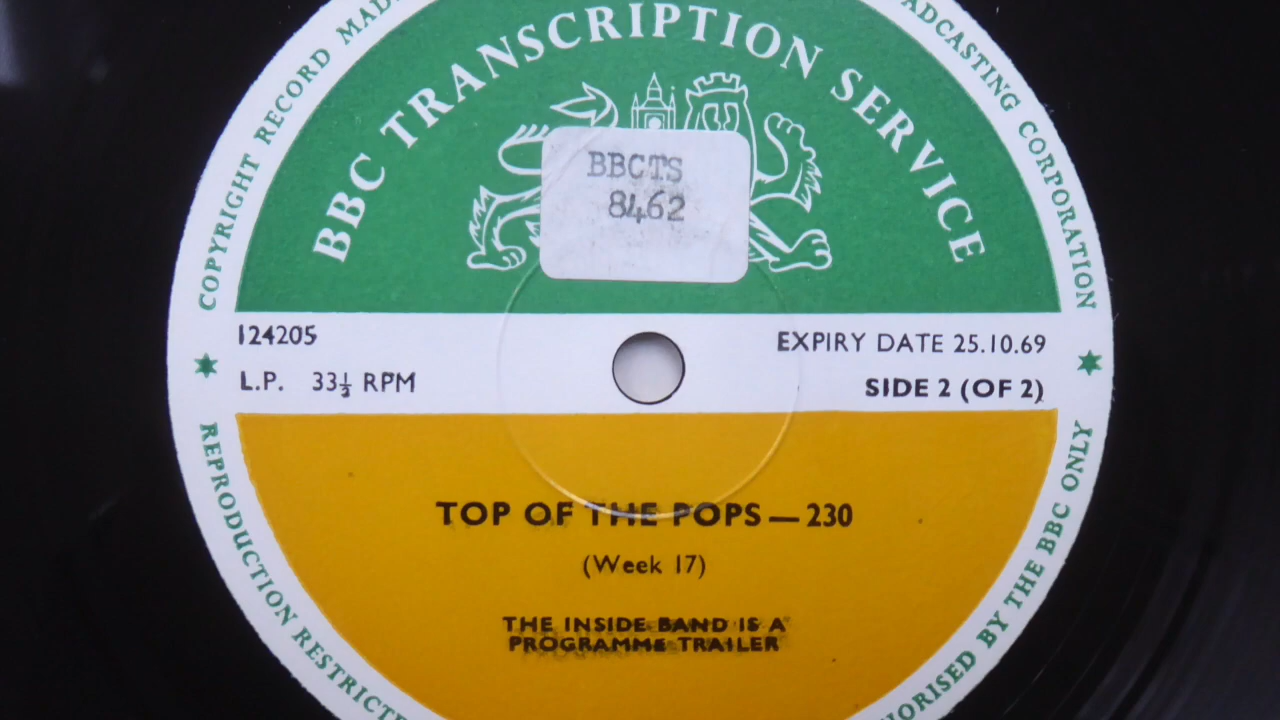 COPYRIGHT RECORD MADE
ADCASTING CORPORATION
BBC TRANSCRIPTION SERVICE
BBCTS
8462
124205
EXPIRY DATE 25.10.69
L.P. 33⅓ RPM
SIDE 2 (OF 2)
TOP OF THE POPS — 230
(Week 17)
THE INSIDE BAND IS A
PROGRAMME TRAILER
REPRODUCTION RESTRICTE
HORISED BY THE BBC ONLY